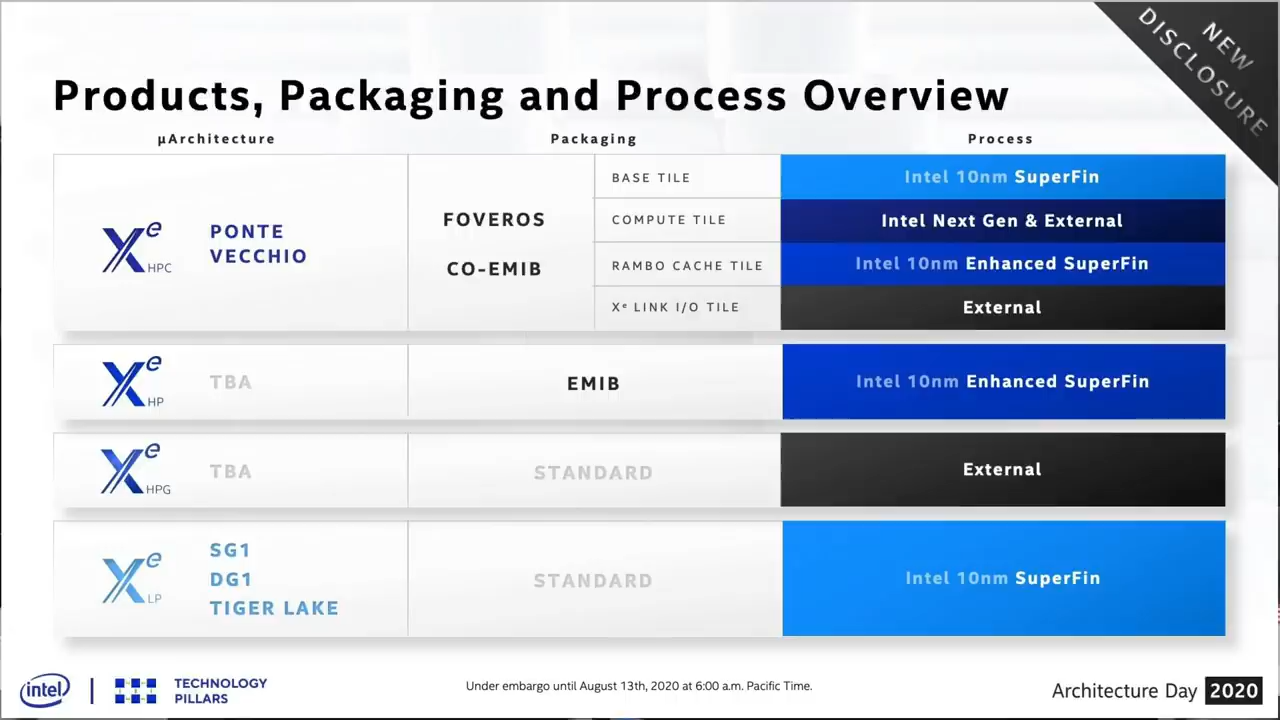 NEW
DISCLOSURE
Products, Packaging and Process Overview
µArchitecture
Packaging
Process
Xe HPC
PONTE
VECCHIO
FOVEROS
CO-EMIB
BASE TILE
Intel 10nm SuperFin
COMPUTE TILE
Intel Next Gen & External
RAMBO CACHE TILE
Intel 10nm Enhanced SuperFin
Xᵉ LINK I/O TILE
External
Xe HP
TBA
EMIB
Intel 10nm Enhanced SuperFin
Xe HPG
TBA
STANDARD
External
Xe LP
SG1
DG1
TIGER LAKE
STANDARD
Intel 10nm SuperFin
intel
TECHNOLOGY
PILLARS
Under embargo until August 13th, 2020 at 6:00 a.m. Pacific Time.
Architecture Day 2020